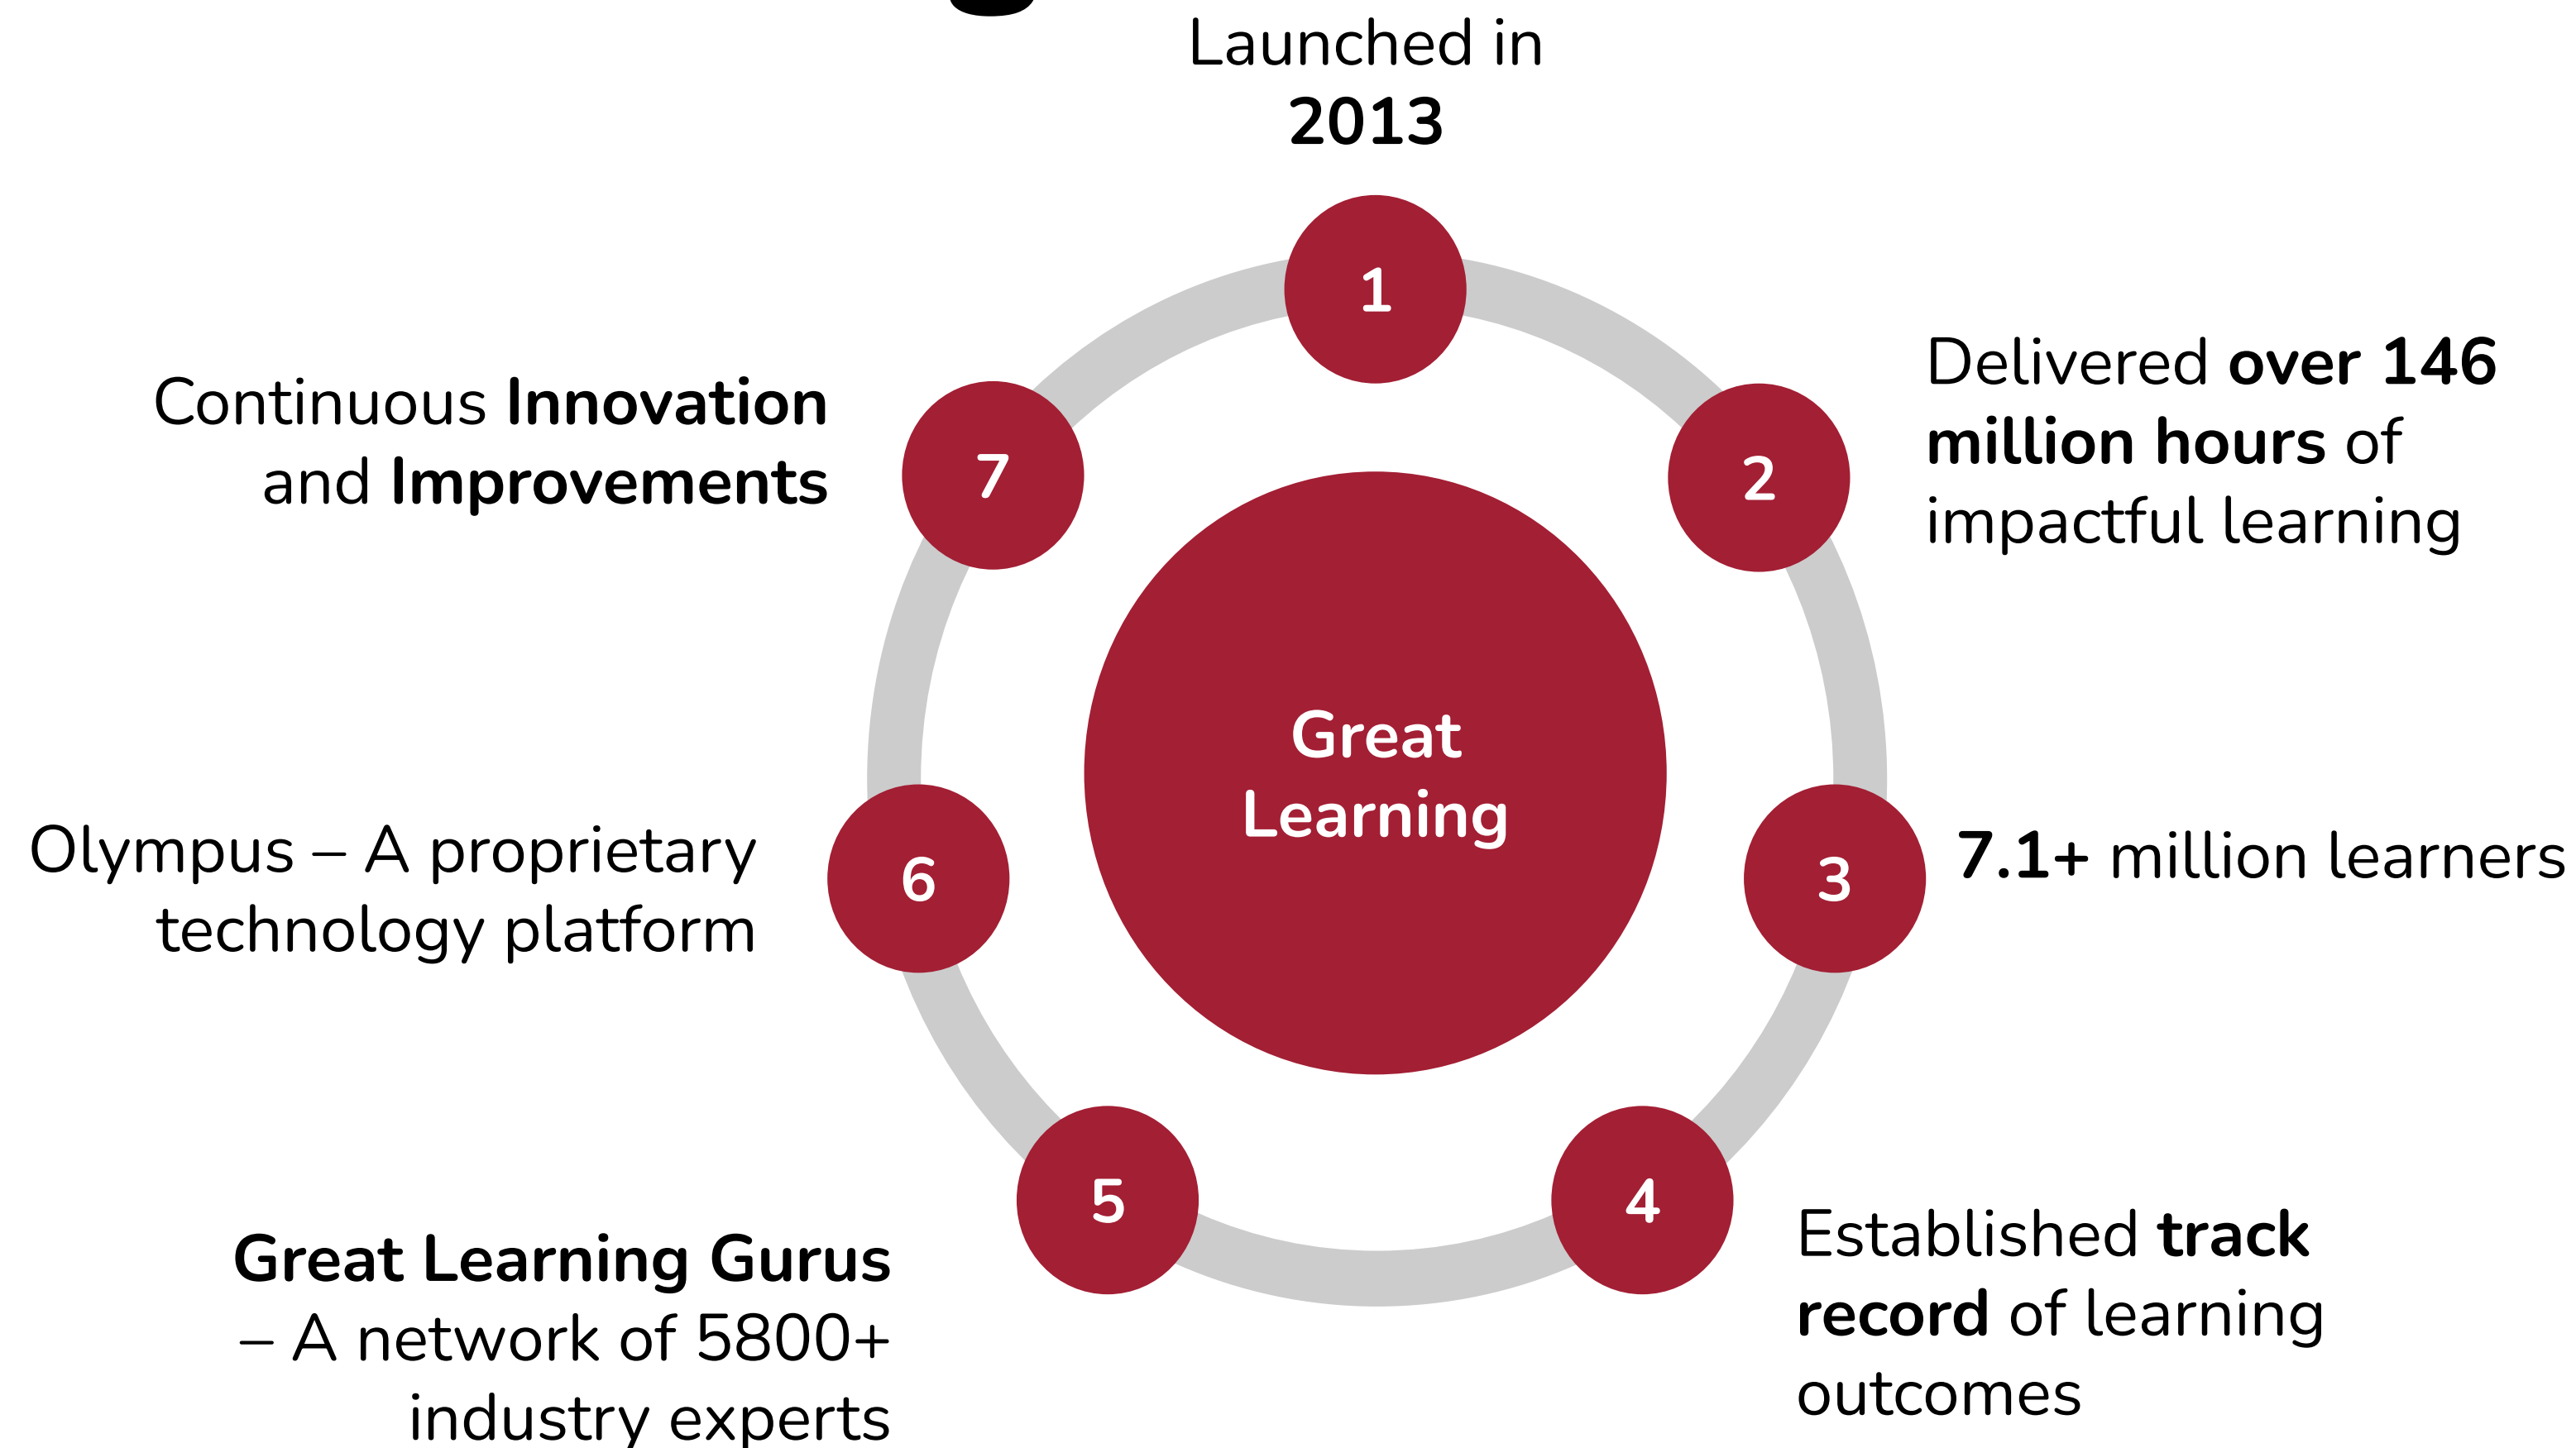 Launched in
2013
1
Delivered over 146
million hours of
impactful learning
2
7.1+ million learners
3
Established track
record of learning
outcomes
4
Great Learning Gurus
– A network of 5800+
industry experts
5
Olympus – A proprietary
technology platform
6
Continuous Innovation
and Improvements
7
Great
Learning